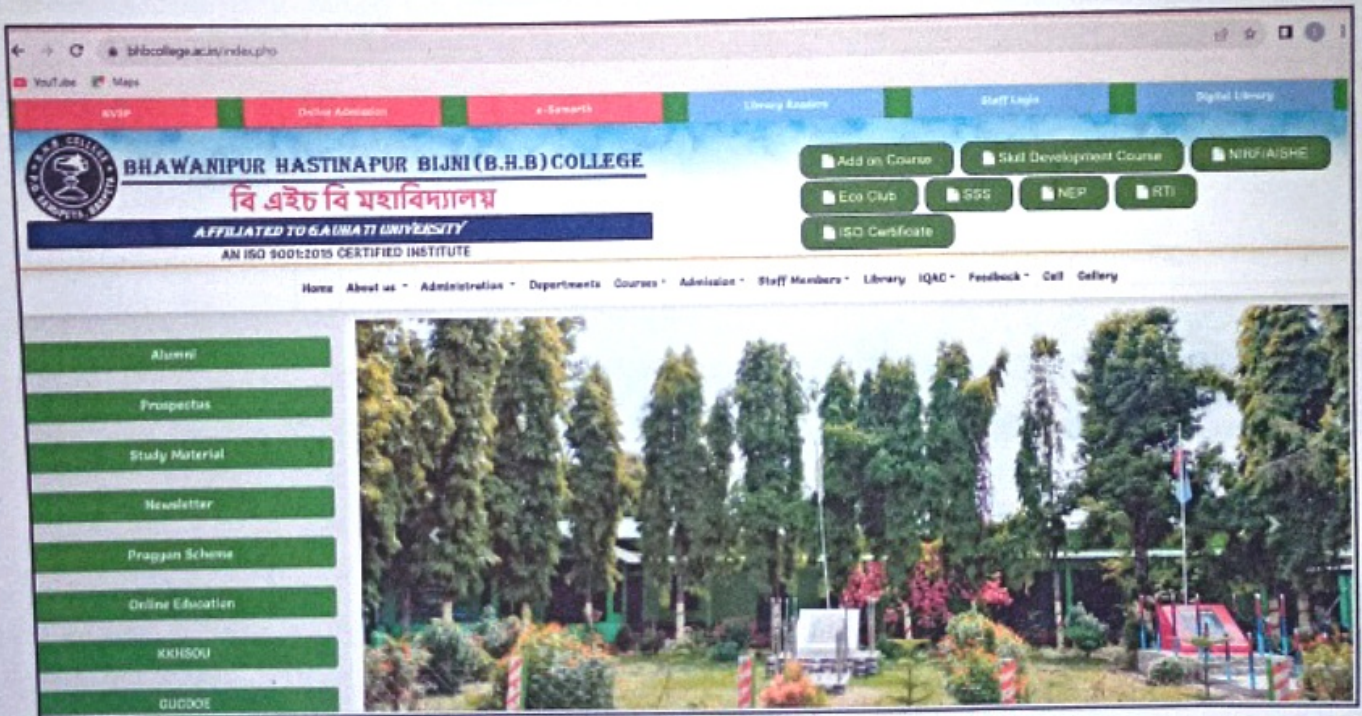 bhbcollege.ac.in/index.php
YouTube Maps
NVSP Online Admission e-Samarth Library Readers Staff Login Digital Library
BHAWANIPUR HASTINAPUR BIJNI (B.H.B) COLLEGE
বি এইচ বি মহাবিদ্যালয়
AFFILIATED TO GAUHATI UNIVERSITY
AN ISO 9001:2015 CERTIFIED INSTITUTE
Add on Course Skill Development Course NIRF/AISHE
Eco Club SSS NEP RTI
ISO Certificate
Home About us Administration Departments Courses Admission Staff Members Library IQAC Feedback Cell Gallery
Alumni
Prospectus
Study Material
Newsletter
Pragyan Schema
Online Education
KKHSOU
GUCDOE